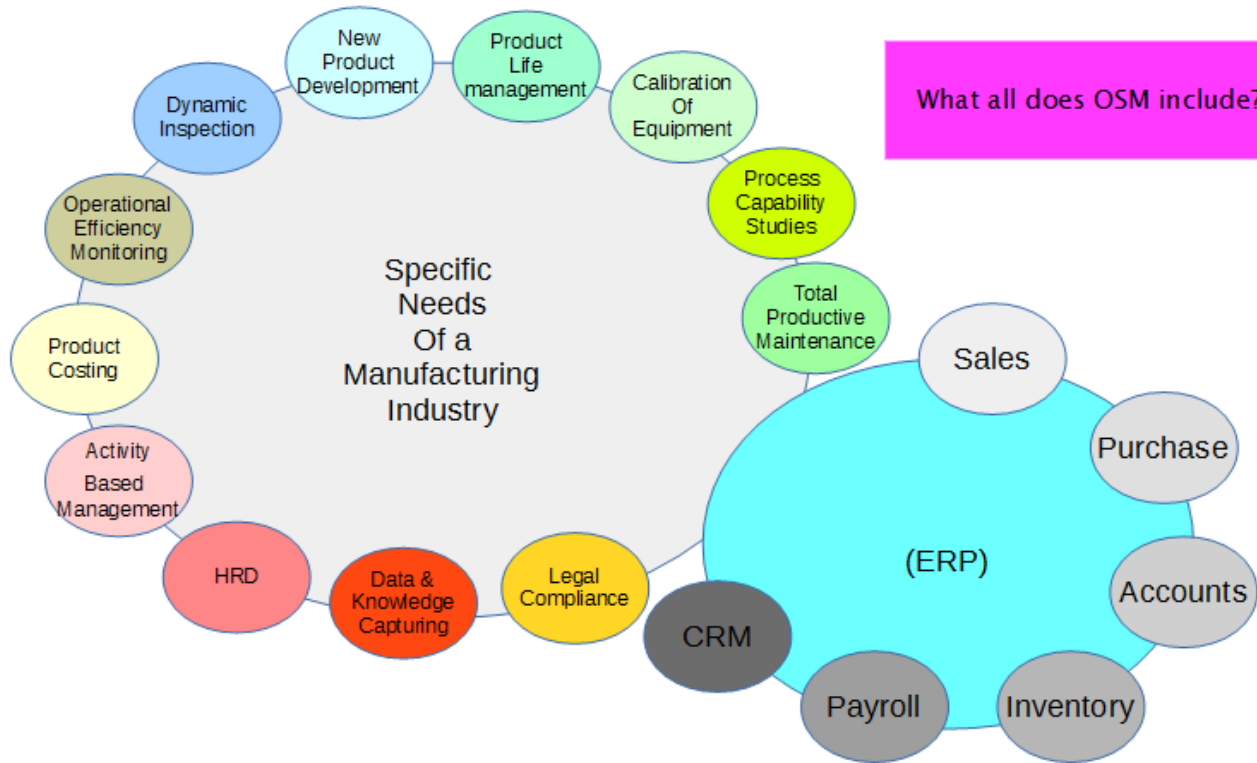 What all does OSM include?
New
Product
Development
Product
Life
management
Calibration
Of
Equipment
Dynamic
Inspection
Process
Capability
Studies
Operational
Efficiency
Monitoring
Total
Productive
Maintenance
Specific
Needs
Of a
Manufacturing
Industry
Product
Costing
Activity
Based
Management
HRD
Data &
Knowledge
Capturing
Legal
Compliance
Sales
Purchase
(ERP)
Accounts
CRM
Payroll
Inventory